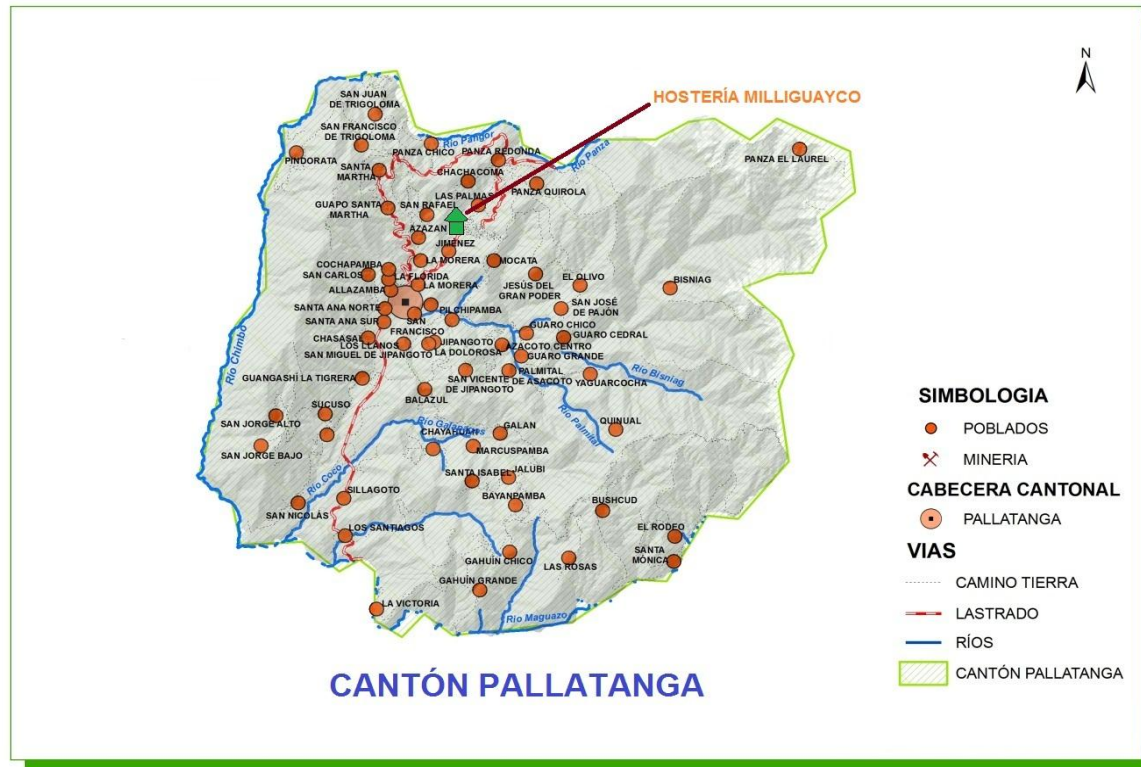 N
HOSTERÍA MILLIGUAYCO
SAN JUAN
DE TRIGOLOMA
SAN FRANCISCO
DE TRIGOLOMA
Río Pangor
PINDORATA
PANZA CHICO
PANZA REDONDA
Río Panza
PANZA EL LAUREL
SANTA
MARTHA
CHACHACOMA
PANZA QUIROLA
LAS PALMAS
GUAPO SANTA
MARTHA
SAN RAFAEL
AZAZAN
JIMÉNEZ
LA MORERA
MOCATA
COCHAPAMBA
SAN CARLOS
LA FLORIDA
JESÚS DEL
GRAN PODER
EL OLIVO
BISNIAG
ALLAZAMBA
LA MORERA
SANTA ANA NORTE
PILCHIPAMBA
SAN JOSÉ
DE PAJÓN
SANTA ANA SUR
SAN
FRANCISCO
GUARO CHICO
GUARO CEDRAL
CHASASAL
LOS LLANOS
JIPANGOTO
AZACOTO CENTRO
SAN MIGUEL DE JIPANGOTO
LA DOLOROSA
GUARO GRANDE
Río Chimbo
Río Bisniag
GUANGASHÍ LA TIGRERA
SAN VICENTE
DE JIPANGOTO
PALMITAL
DE ASACOTO
YAGUARCOCHA
BALAZUL
SUCUSO
Río Palmital
SAN JORGE ALTO
CHAYAHUAN
GALAN
QUINUAL
SAN JORGE BAJO
MARCUSPAMBA
Río Coco
SANTA ISABEL
JALUBI
SILLAGOTO
BAYANPAMBA
BUSHCUD
SAN NICOLÁS
LOS SANTIAGOS
EL RODEO
SANTA
MÓNICA
GAHUÍN CHICO
LAS ROSAS
GAHUÍN GRANDE
LA VICTORIA
Río Maguazo
CANTÓN PALLATANGA
SIMBOLOGIA
POBLADOS
MINERIA
CABECERA CANTONAL
PALLATANGA
VIAS
CAMINO TIERRA
LASTRADO
RÍOS
CANTÓN PALLATANGA